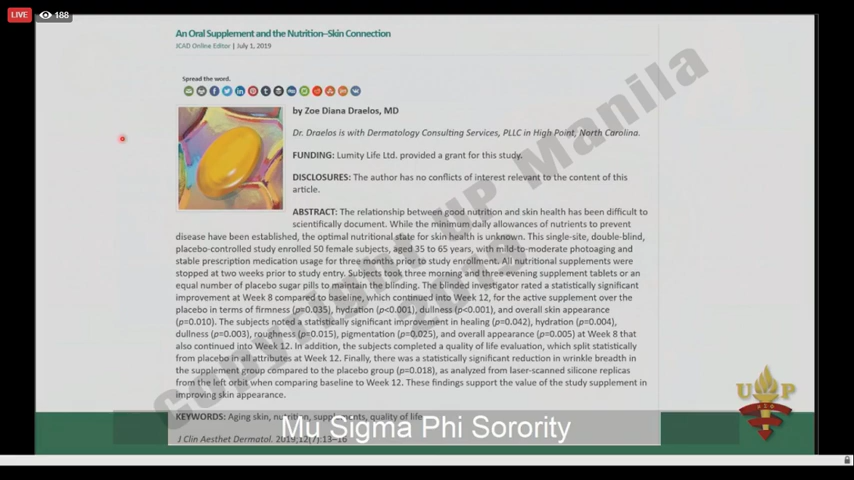 LIVE 188
An Oral Supplement and the Nutrition–Skin Connection
JCAD Online Editor | July 1, 2019
Spread the word.
by Zoe Diana Draelos, MD
Dr. Draelos is with Dermatology Consulting Services, PLLC in High Point, North Carolina.
FUNDING: Lumity Life Ltd. provided a grant for this study.
DISCLOSURES: The author has no conflicts of interest relevant to the content of this
article.
ABSTRACT: The relationship between good nutrition and skin health has been difficult to
scientifically document. While the minimum daily allowances of nutrients to prevent
disease have been established, the optimal nutritional state for skin health is unknown. This single-site, double-blind,
placebo-controlled study enrolled 50 female subjects, aged 35 to 65 years, with mild-to-moderate photoaging and
stable prescription medication usage for three months prior to study enrollment. All nutritional supplements were
stopped at two weeks prior to study entry. Subjects took three morning and three evening supplement tablets or an
equal number of placebo sugar pills to maintain the blinding. The blinded investigator rated a statistically significant
improvement at Week 8 compared to baseline, which continued into Week 12, for the active supplement over the
placebo in terms of firmness (p=0.035), hydration (p<0.001), dullness (p<0.001), and overall skin appearance
(p=0.010). The subjects noted a statistically significant improvement in healing (p=0.042), hydration (p=0.004),
dullness (p=0.003), roughness (p=0.015), pigmentation (p=0.025), and overall appearance (p=0.005) at Week 8 that
also continued into Week 12. In addition, the subjects completed a quality of life evaluation, which split statistically
from placebo in all attributes at Week 12. Finally, there was a statistically significant reduction in wrinkle breadth in
the supplement group compared to the placebo group (p=0.018), as analyzed from laser-scanned silicone replicas
from the left orbit when comparing baseline to Week 12. These findings support the value of the study supplement in
improving skin appearance.
KEYWORDS: Aging skin, nutrition, supplements, quality of life
J Clin Aesthet Dermatol. 2019;12(7):13–16
Mu Sigma Phi Sorority
Copyright UP Manila
2019
U P